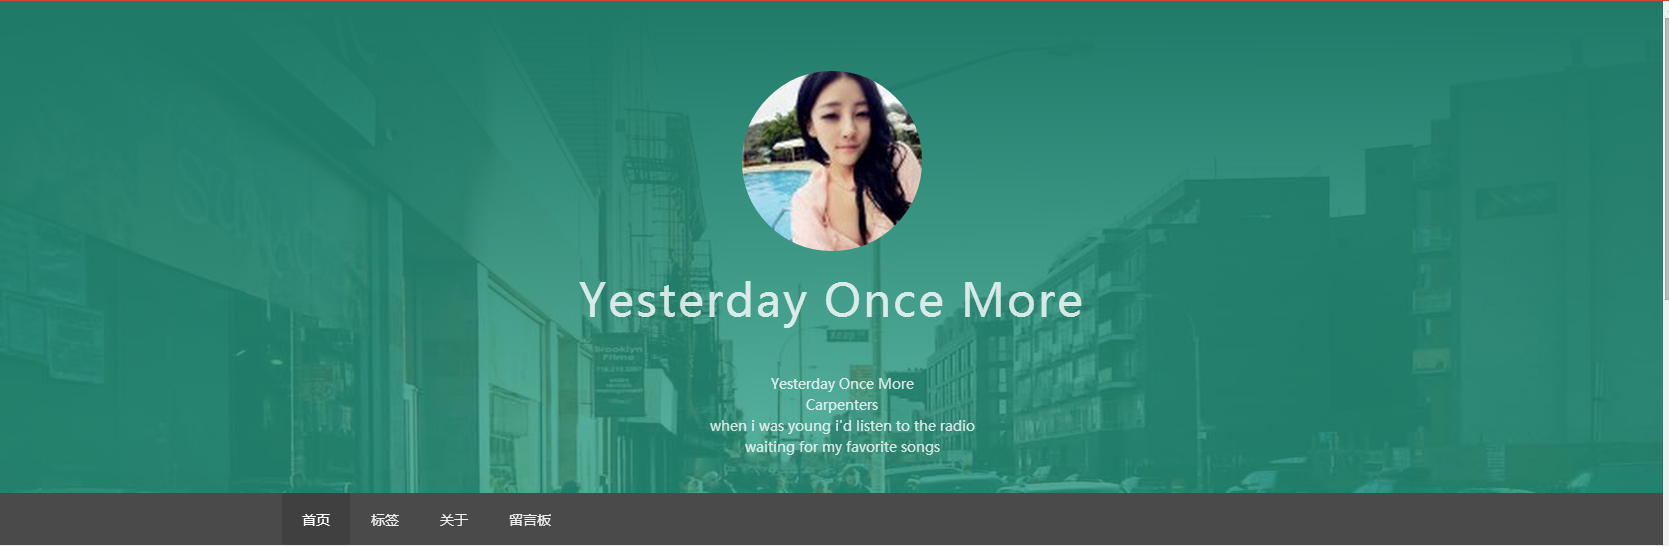 Yesterday Once More
Brooklyn
Yesterday Once More
Carpenters
when i was young i'd listen to the radio
waiting for my favorite songs
首页 标签 关于 留言板